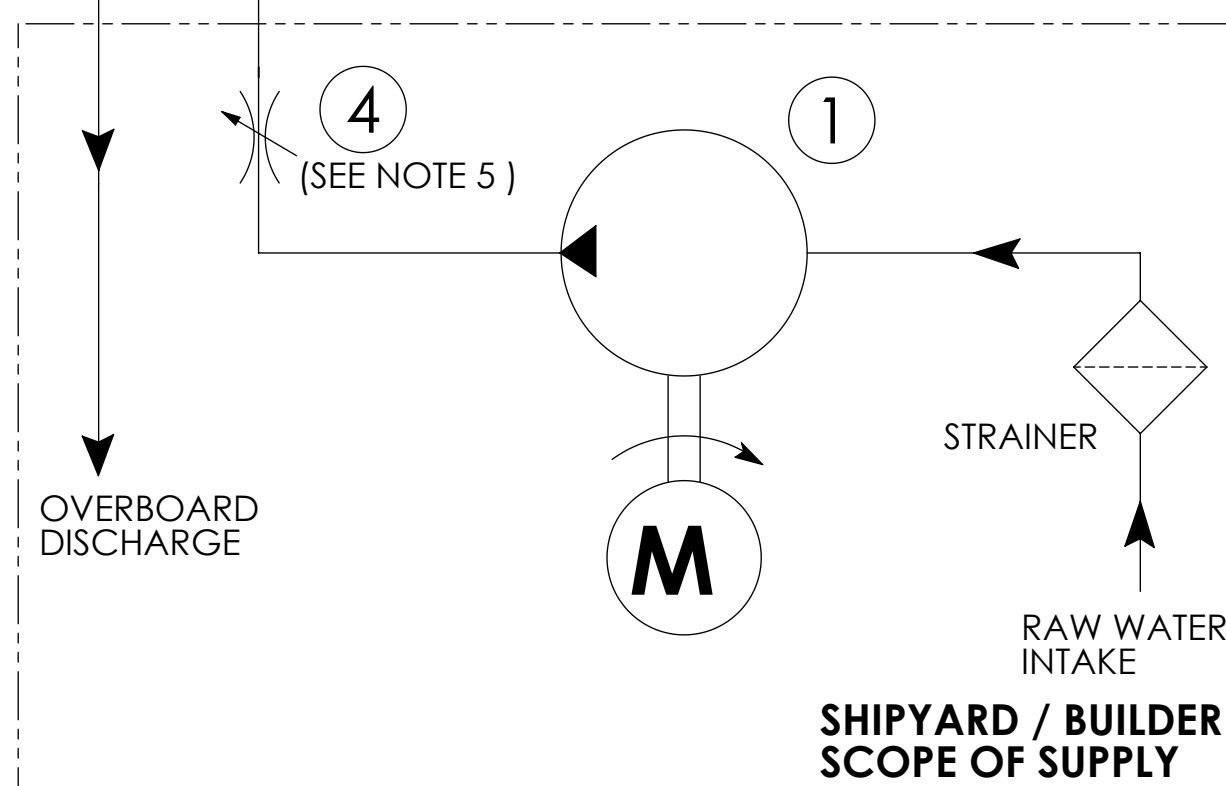 4
1
(SEE NOTE 5 )
STRAINER
OVERBOARD
DISCHARGE
M
RAW WATER
INTAKE
SHIPYARD / BUILDER
SCOPE OF SUPPLY